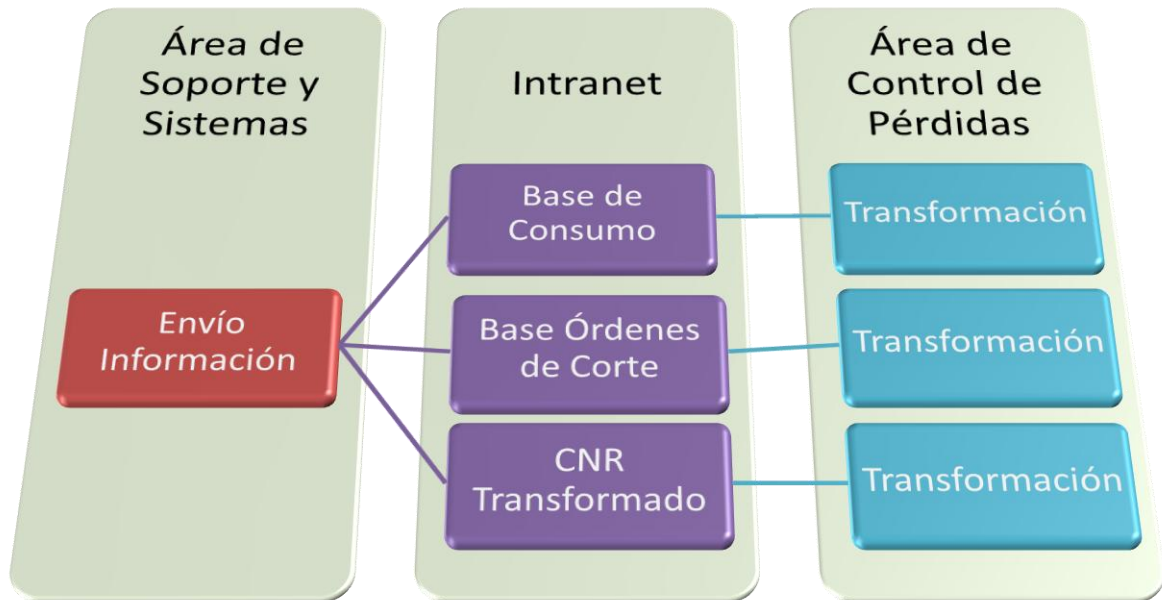 Área de
Soporte y
Sistemas
Intranet
Área de
Control de
Pérdidas
Envío
Información
Base de
Consumo
Base Órdenes
de Corte
CNR
Transformado
Transformación
Transformación
Transformación